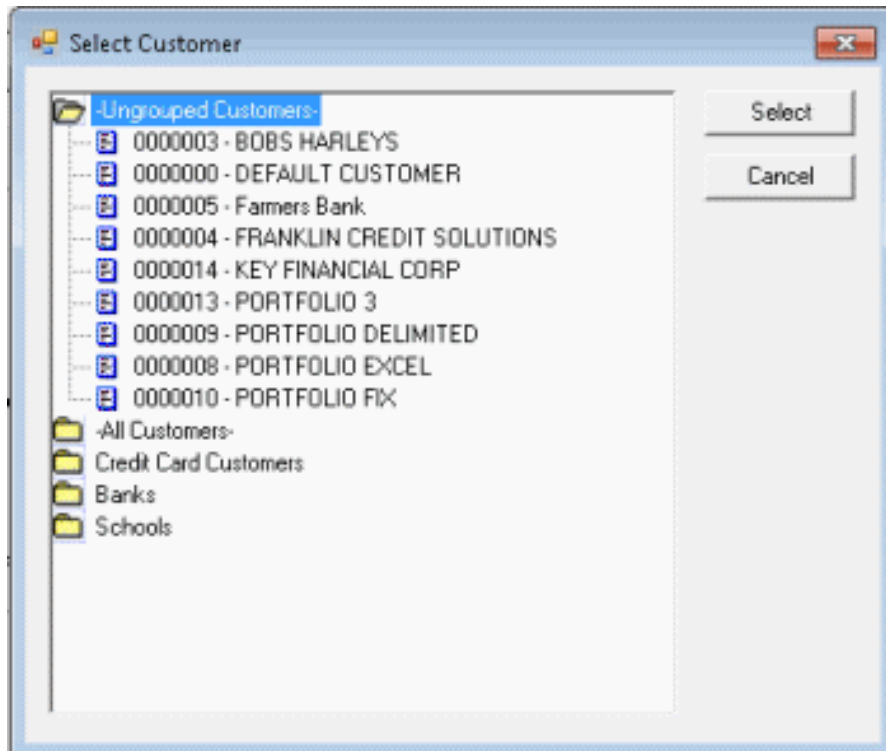 Select Customer
-Ungrouped Customers-
0000003 - BOBS HARLEYS
0000000 - DEFAULT CUSTOMER
0000005 - Farmers Bank
0000004 - FRANKLIN CREDIT SOLUTIONS
0000014 - KEY FINANCIAL CORP
0000013 - PORTFOLIO 3
0000009 - PORTFOLIO DELIMITED
0000008 - PORTFOLIO EXCEL
0000010 - PORTFOLIO FIX
-All Customers-
Credit Card Customers
Banks
Schools
Select
Cancel